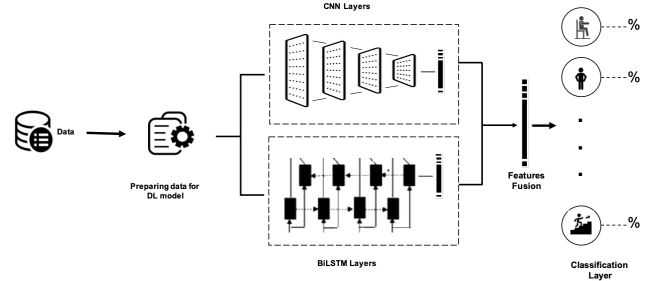 CNN Layers
%
%
Data
Preparing data for
DL model
Features
Fusion
%
BiLSTM Layers
Classification
Layer